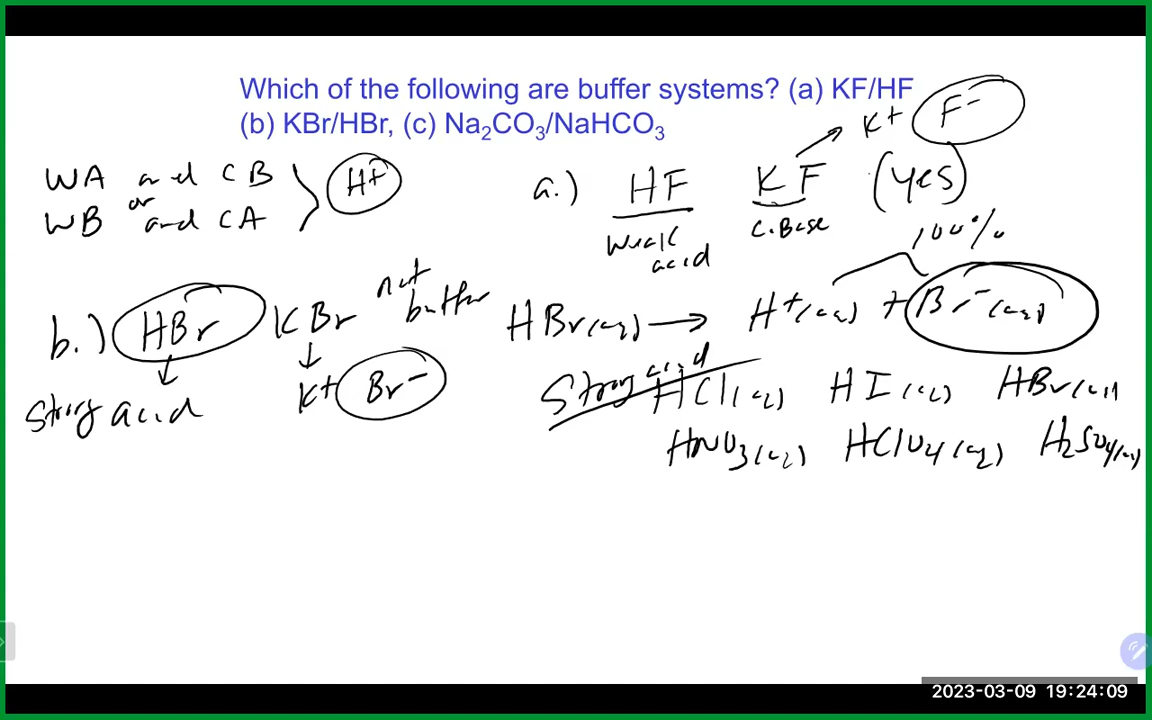 Which of the following are buffer systems? (a) KF/HF
(b) KBr/HBr, (c) Na₂CO₃/NaHCO₃
K+ F-
WA and CB
or
WB and CA
HF
a.) HF KF (yes)
Weak acid
C. Base
100%
b.) HBr KBr not buffer
HBr(aq) → H+(aq) + Br-(aq)
K+ Br-
Strong acid
Strong acid
HCl(aq) HI(aq) HBr(aq)
HNO3(aq) HClO4(aq) H2SO4(aq)
2023-03-09 19:24:09